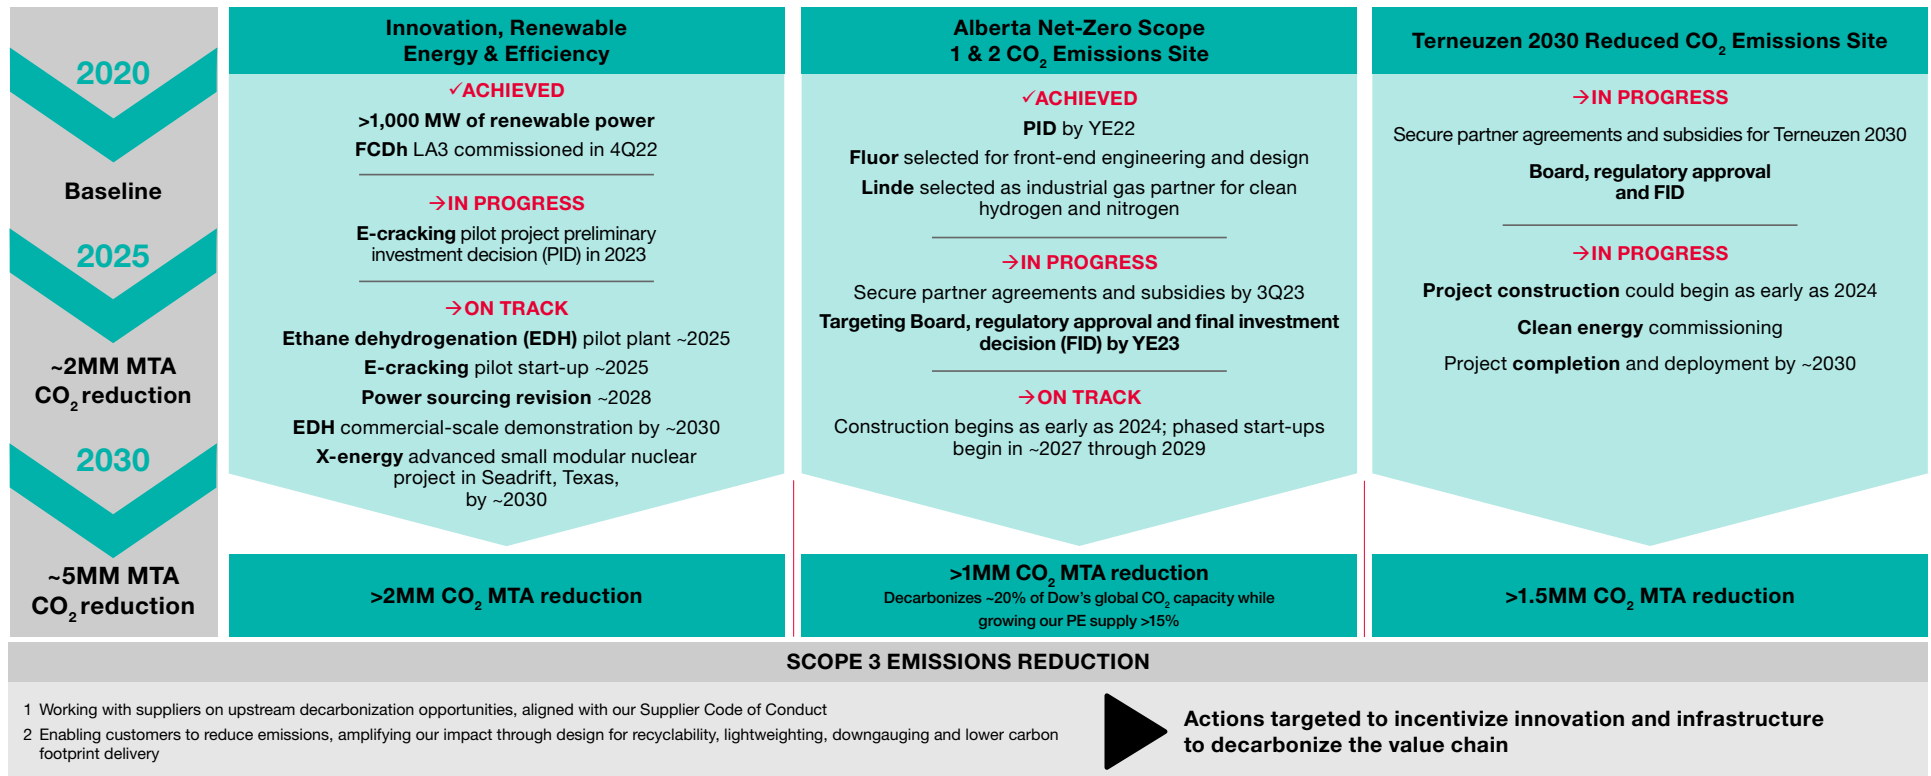 2020
Baseline
2025
~2MM MTA
CO2 reduction
2030
~5MM MTA
CO2 reduction
Innovation, Renewable
Energy & Efficiency
✓ACHIEVED
>1,000 MW of renewable power
FCDh LA3 commissioned in 4Q22
→IN PROGRESS
E-cracking pilot project preliminary
investment decision (PID) in 2023
→ON TRACK
Ethane dehydrogenation (EDH) pilot plant ~2025
E-cracking pilot start-up ~2025
Power sourcing revision ~2028
EDH commercial-scale demonstration by ~2030
X-energy advanced small modular nuclear
project in Seadrift, Texas,
by ~2030
>2MM CO2 MTA reduction
Alberta Net-Zero Scope
1 & 2 CO2 Emissions Site
✓ACHIEVED
PID by YE22
Fluor selected for front-end engineering and design
Linde selected as industrial gas partner for clean
hydrogen and nitrogen
→IN PROGRESS
Secure partner agreements and subsidies by 3Q23
Targeting Board, regulatory approval and final investment
decision (FID) by YE23
→ON TRACK
Construction begins as early as 2024; phased start-ups
begin in ~2027 through 2029
>1MM CO2 MTA reduction
Decarbonizes ~20% of Dow's global CO2 capacity while
growing our PE supply >15%
Terneuzen 2030 Reduced CO2 Emissions Site
→IN PROGRESS
Secure partner agreements and subsidies for Terneuzen 2030
Board, regulatory approval
and FID
→IN PROGRESS
Project construction could begin as early as 2024
Clean energy commissioning
Project completion and deployment by ~2030
>1.5MM CO2 MTA reduction
SCOPE 3 EMISSIONS REDUCTION
1 Working with suppliers on upstream decarbonization opportunities, aligned with our Supplier Code of Conduct
2 Enabling customers to reduce emissions, amplifying our impact through design for recyclability, lightweighting, downgauging and lower carbon
footprint delivery
Actions targeted to incentivize innovation and infrastructure
to decarbonize the value chain